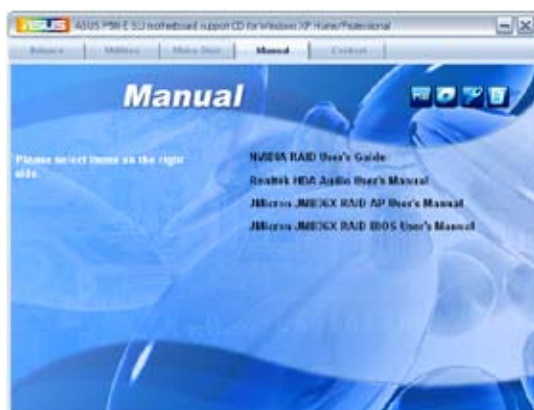 ASUS ASUS P5N-E SLI motherboard support CD for Windows XP Home/Professional
Drivers Utilities Make Disk Manual Contact
Manual
Please select items on the right
side.
NVIDIA RAID User's Guide
Realtek HDA Audio User's Manual
JMicron JMB36X RAID AP User's Manual
JMicron JMB36X RAID BIOS User's Manual